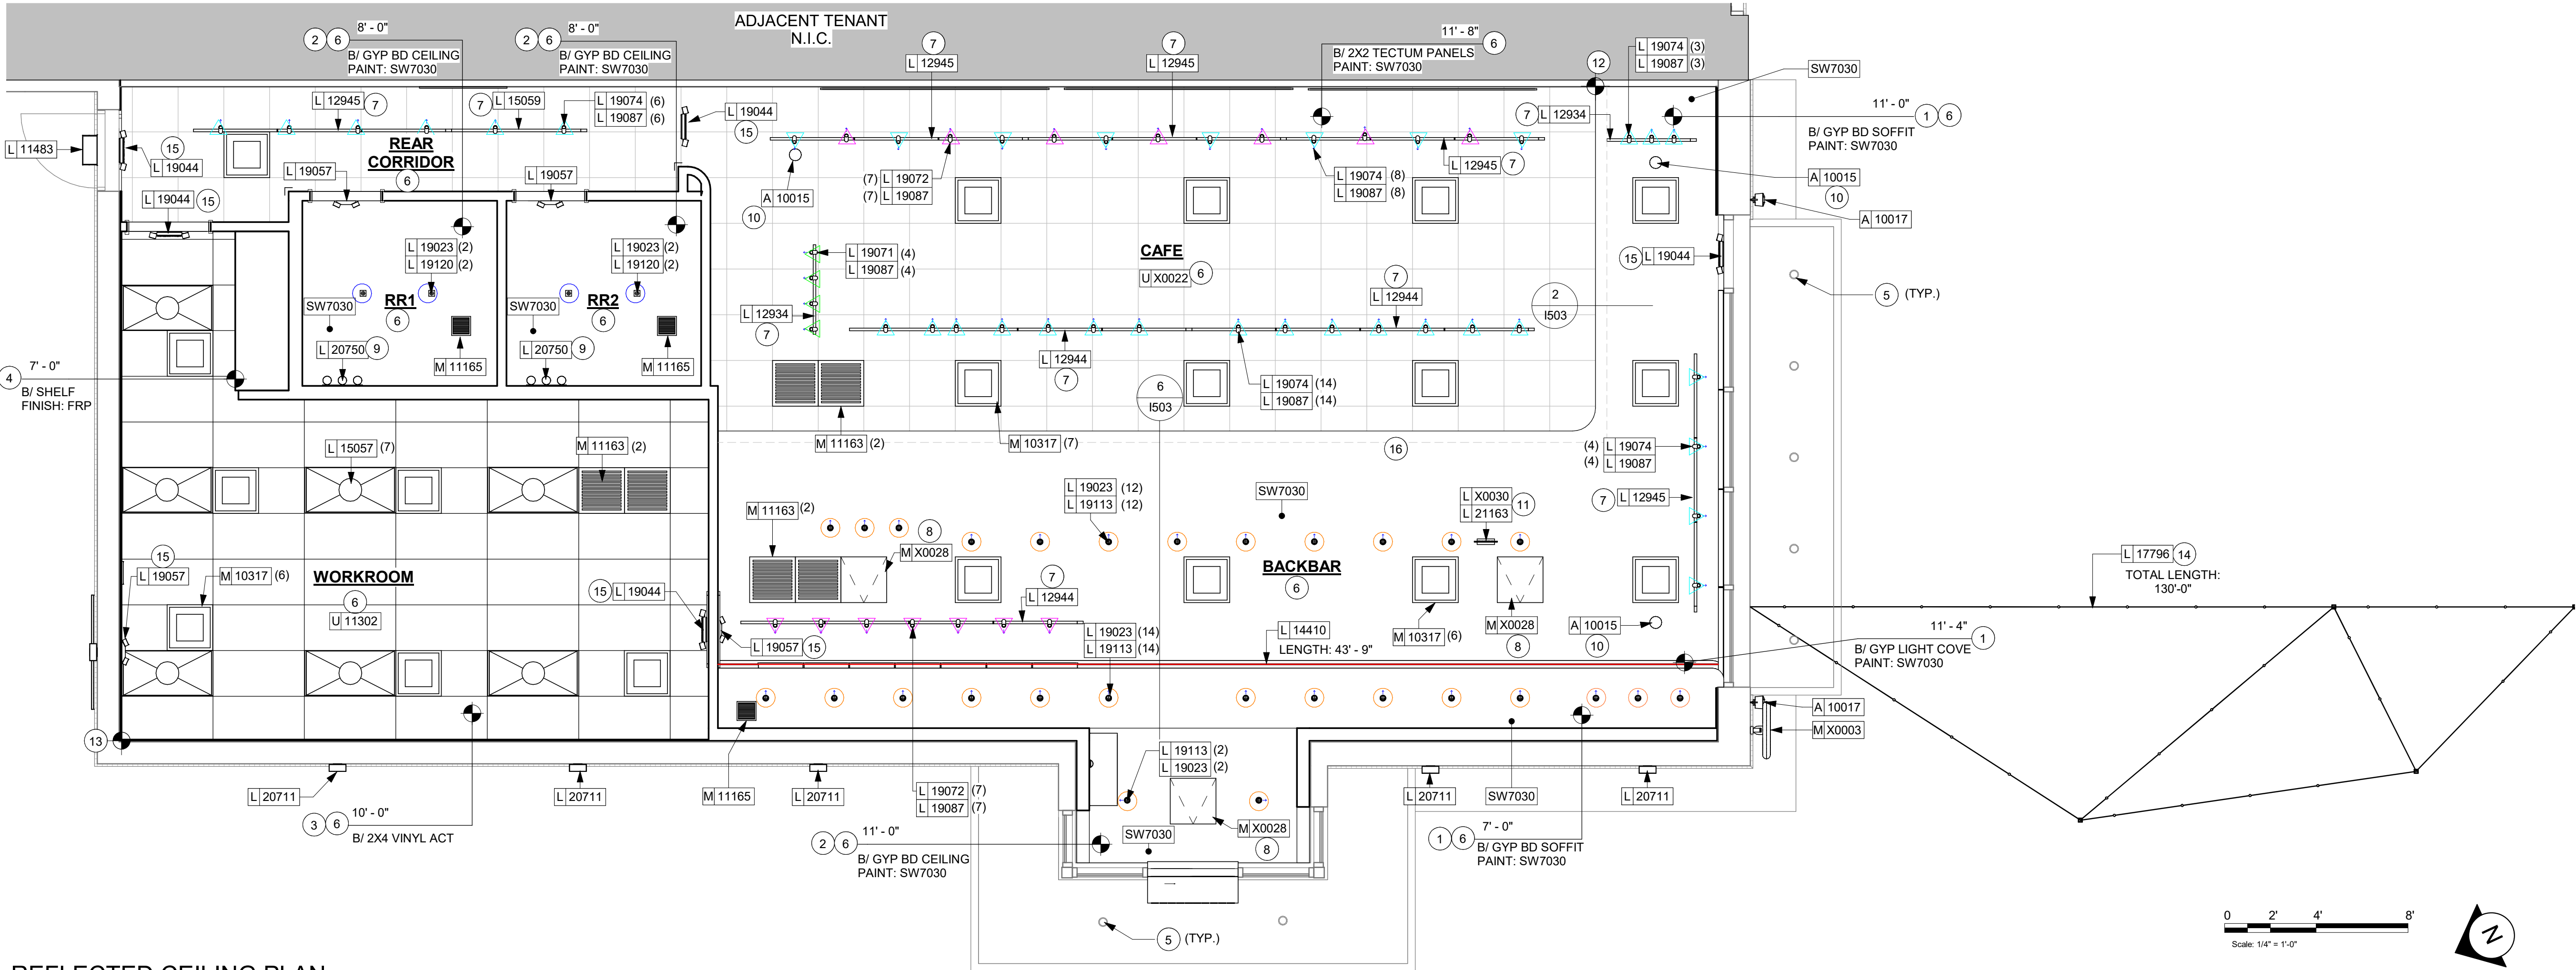 ADJACENT TENANT
N.I.C.
2 6 8' - 0"
B/ GYP BD CEILING
PAINT: SW7030
2 6 8' - 0"
B/ GYP BD CEILING
PAINT: SW7030
7
L 12945
7
L 12945
11' - 8" 6
B/ 2X2 TECTUM PANELS
PAINT: SW7030
12
L 19074 (3)
L 19087 (3)
SW7030
11' - 0" 1 6
B/ GYP BD SOFFIT
PAINT: SW7030
L 12945 7
7 L 15059
L 19074 (6)
L 19087 (6)
L 19044
15
7 L 12934
L 11483
15
L 19044
REAR
CORRIDOR
6
L 19057
L 19057
L 12945 7
L 19044 15
A 10015
10
(7) L 19072
(7) L 19087
L 19074 (8)
L 19087 (8)
A 10015
10
A 10017
L 19023 (2)
L 19120 (2)
L 19023 (2)
L 19120 (2)
L 19071 (4)
L 19087 (4)
CAFE
U X0022 6
15 L 19044
SW7030
RR1
6
SW7030
RR2
6
L 12934
7
7
L 12944
2
I503
5 (TYP.)
L 20750 9
M 11165
L 20750 9
M 11165
L 12944
7
4 7' - 0"
B/ SHELF
FINISH: FRP
6
I503
L 19074 (14)
L 19087 (14)
L 15057 (7)
M 11163 (2)
M 11163 (2)
M 10317 (7)
16
(4) L 19074
(4) L 19087
7 L 12945
M 11163 (2)
L 19023 (12)
L 19113 (12)
SW7030
L X0030
L 21163
11
8
M X0028
15
L 19057
M 10317 (6)
WORKROOM
6
U 11302
15 L 19044
7
L 12944
BACKBAR
6
L 17796 14
TOTAL LENGTH:
130'-0"
L 19057 15
L 19023 (14)
L 19113 (14)
L 14410
LENGTH: 43' - 9"
M 10317 (6)
M X0028
8
A 10015
10
11' - 4" 1
B/ GYP LIGHT COVE
PAINT: SW7030
13
A 10017
M X0003
L 19113 (2)
L 19023 (2)
L 20711
L 20711
M 11165
L 20711
L 19072 (7)
L 19087 (7)
L 20711
SW7030
L 20711
3 6 10' - 0"
B/ 2X4 VINYL ACT
2 6 11' - 0"
B/ GYP BD CEILING
PAINT: SW7030
SW7030
M X0028
8
1 6 7' - 0"
B/ GYP BD SOFFIT
PAINT: SW7030
5 (TYP.)
0 2' 4' 8'
Scale: 1/4" = 1'-0"
N
REFLECTED CEILING PLAN